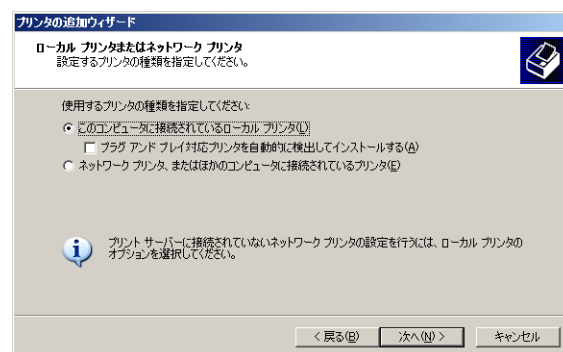 プリンタの追加ウィザード
ローカル プリンタまたはネットワーク プリンタ
設定するプリンタの種類を指定してください。
使用するプリンタの種類を指定してください:
このコンピュータに接続されているローカル プリンタ(L)
プラグ アンド プレイ対応プリンタを自動的に検出してインストールする(A)
ネットワーク プリンタ、またはほかのコンピュータに接続されているプリンタ(E)
プリント サーバーに接続されていないネットワーク プリンタの設定を行うには、ローカル プリンタの
オプションを選択してください。
< 戻る(B)
次へ(N) >
キャンセル